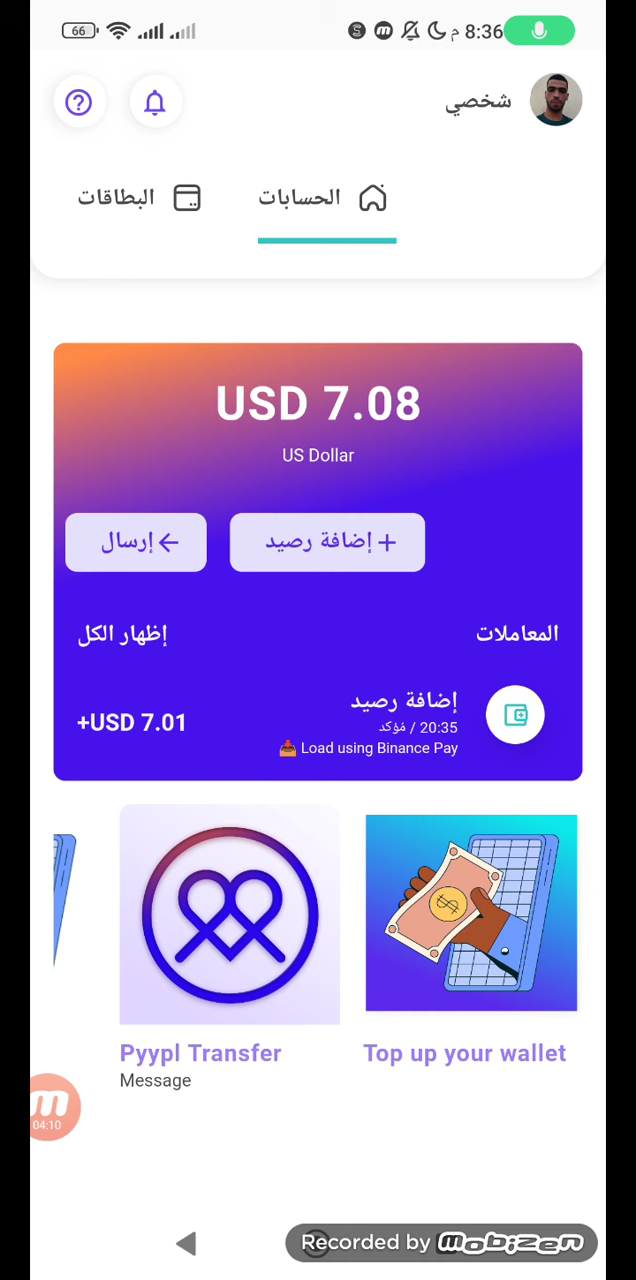 66
8:36 م
شخصي
الحسابات
البطاقات
USD 7.08
US Dollar
+ إضافة رصيد
← إرسال
المعاملات
إظهار الكل
إضافة رصيد
20:35 / مُؤكد
📥 Load using Binance Pay
+USD 7.01
Pyypl Transfer
Message
Top up your wallet
m
04:10
Recorded by mobizen